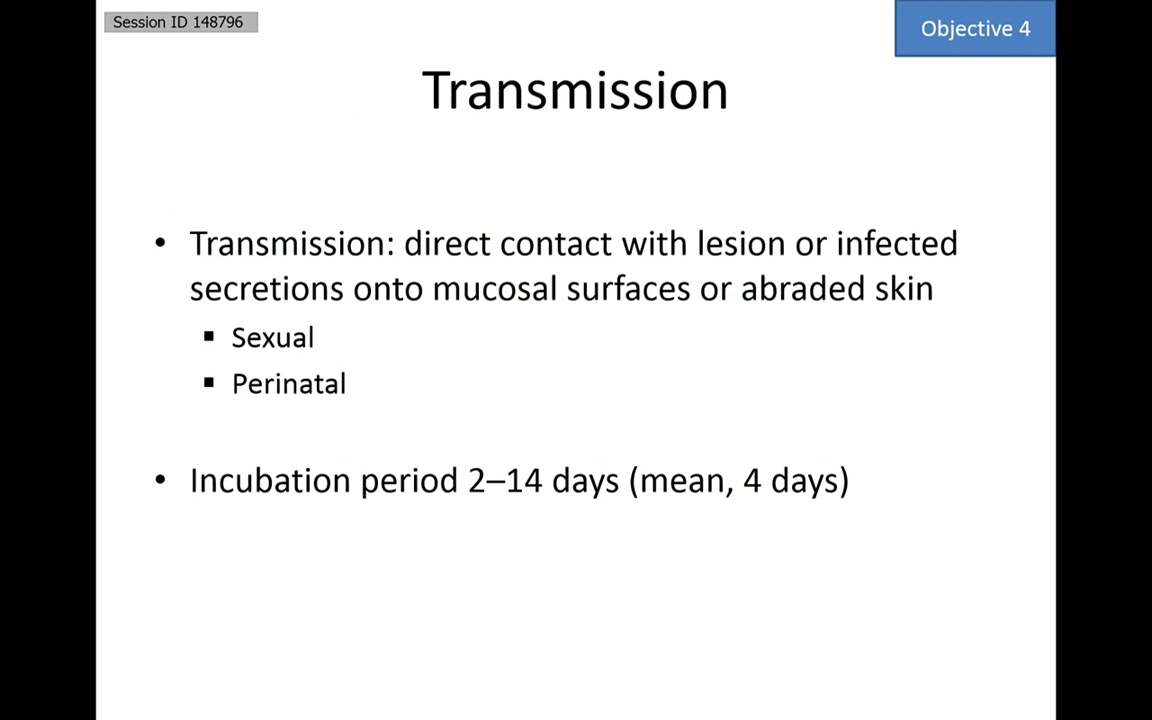 Session ID 148796
Objective 4
Transmission
• Transmission: direct contact with lesion or infected
secretions onto mucosal surfaces or abraded skin
▪ Sexual
▪ Perinatal
• Incubation period 2–14 days (mean, 4 days)